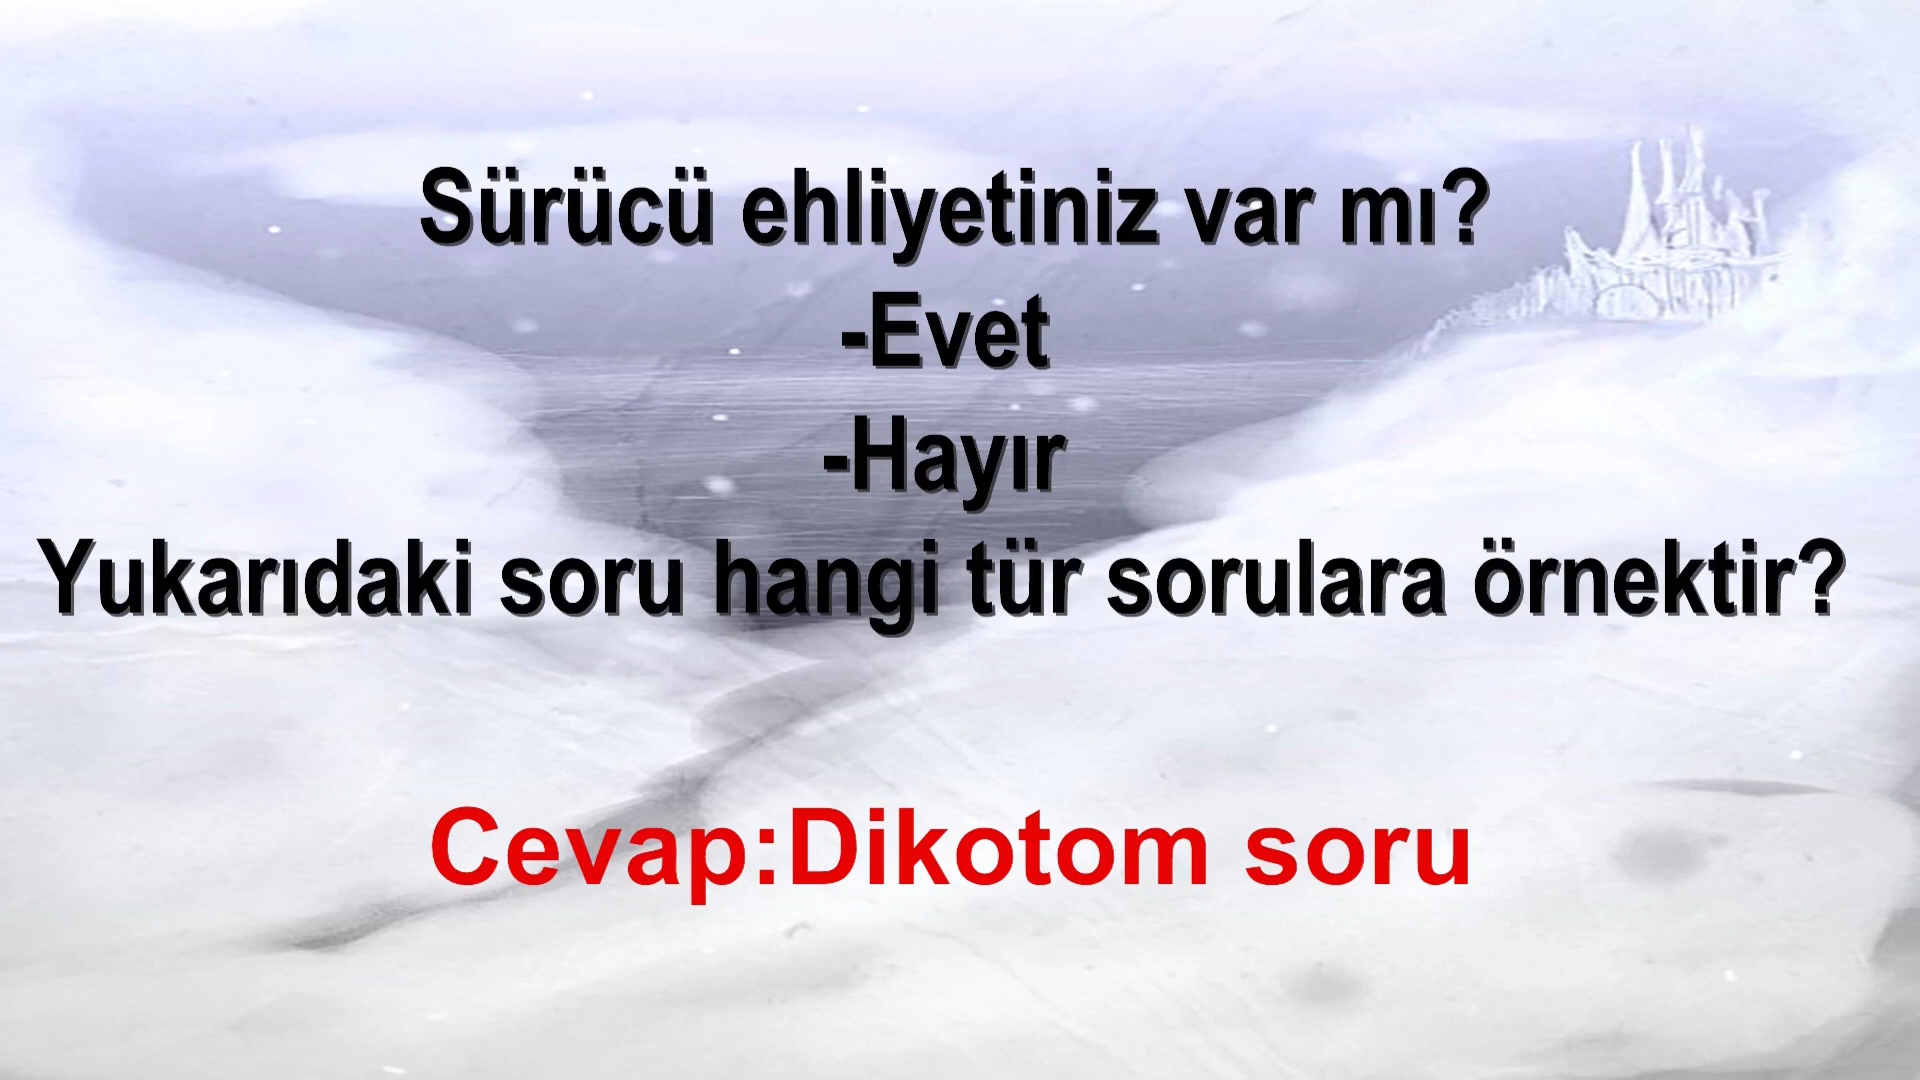 Sürücü ehliyetiniz var mı?
-Evet
-Hayır
Yukarıdaki soru hangi tür sorulara örnektir?
Cevap:Dikotom soru